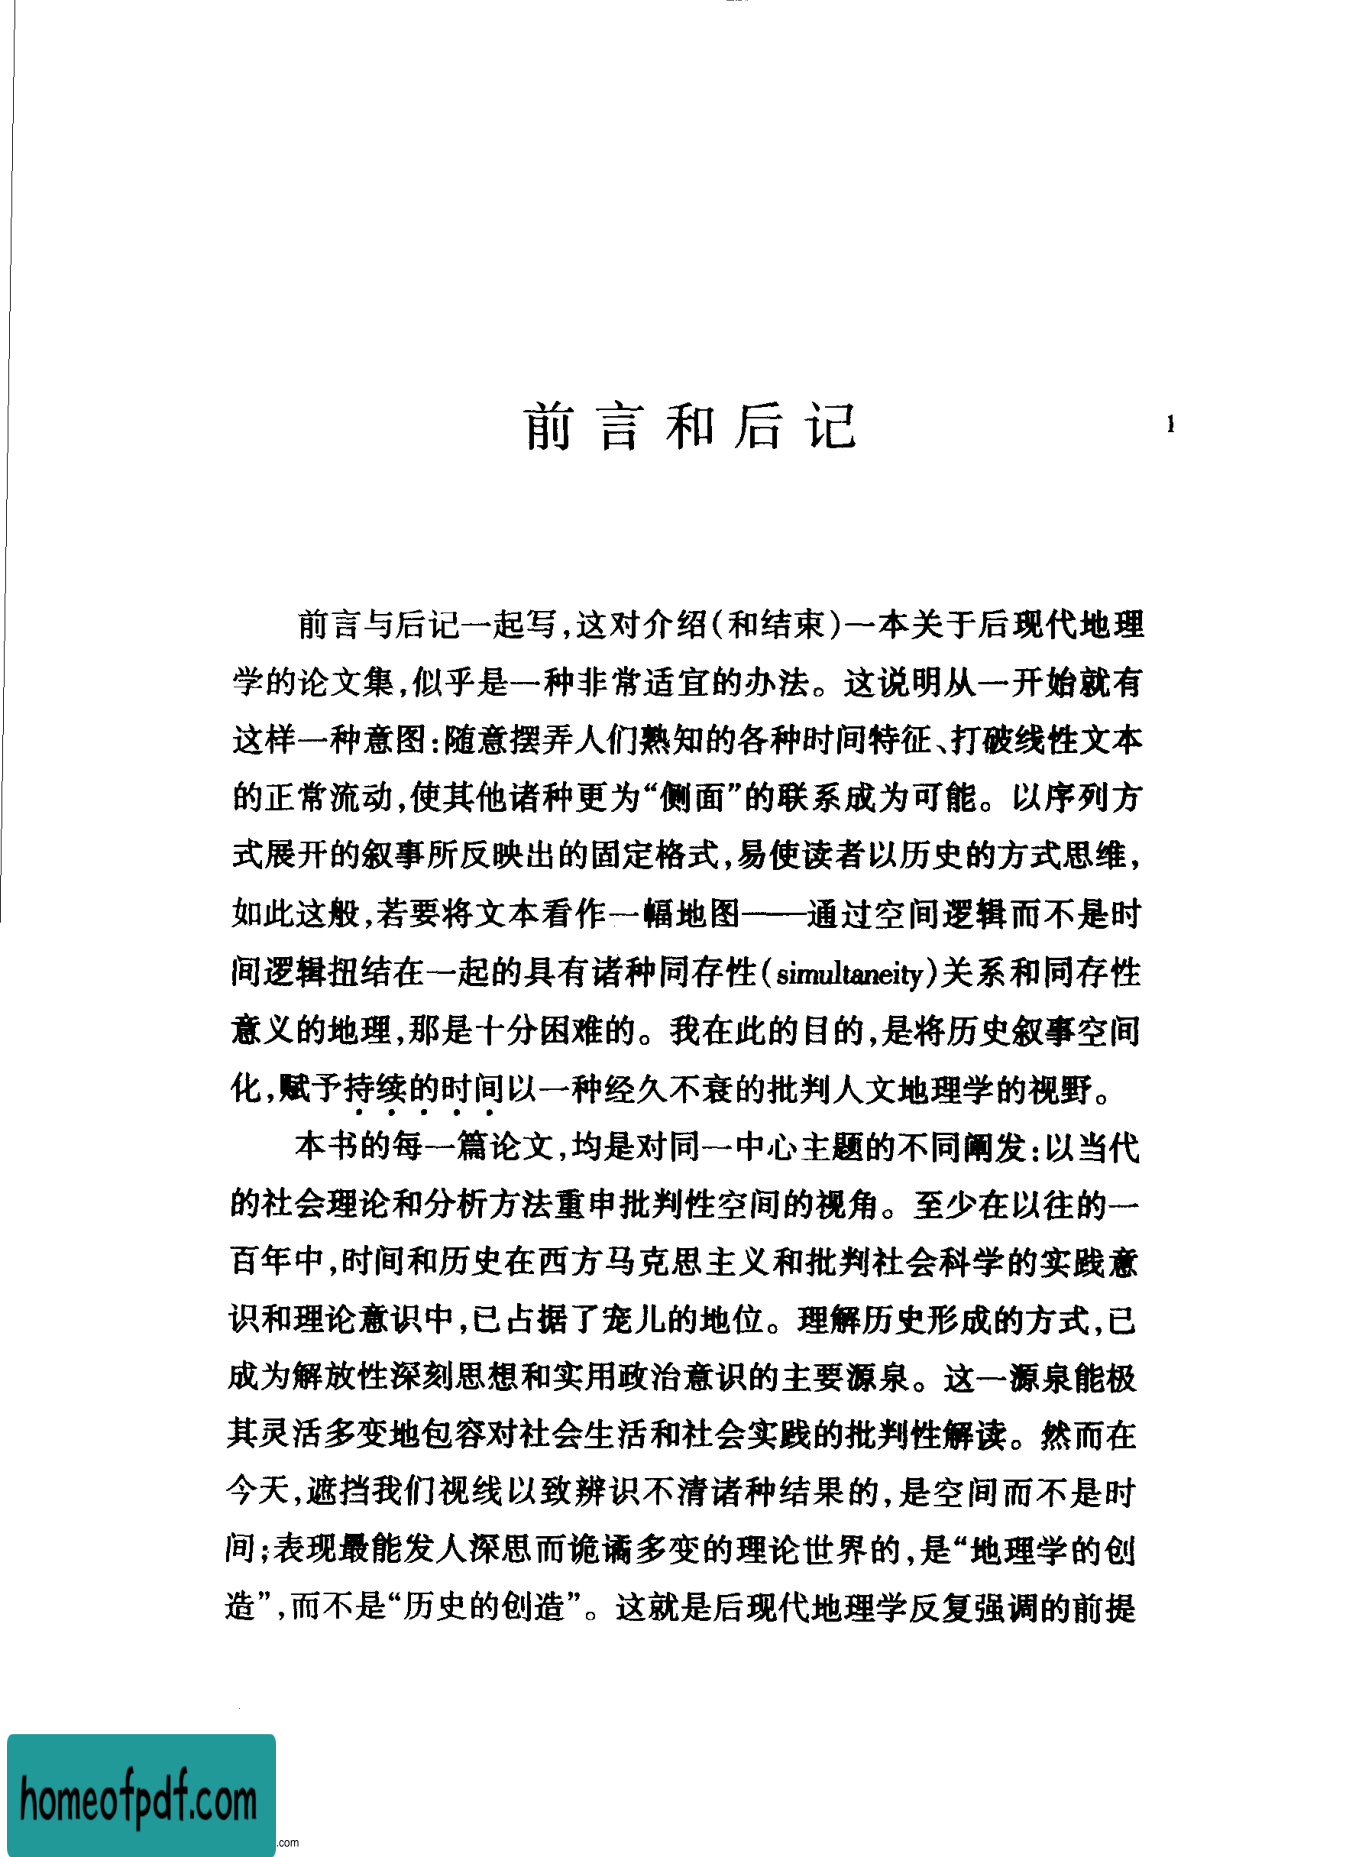 前言和后记
1
前言与后记一起写,这对介绍(和结束)一本关于后现代地理
学的论文集,似乎是一种非常适宜的办法。这说明从一开始就有
这样一种意图:随意摆弄人们熟知的各种时间特征、打破线性文本
的正常流动,使其他诸种更为“侧面”的联系成为可能。以序列方
式展开的叙事所反映出的固定格式,易使读者以历史的方式思维,
如此这般,若要将文本看作一幅地图——通过空间逻辑而不是时
间逻辑扭结在一起的具有诸种同存性(simultaneity)关系和同存性
意义的地理,那是十分困难的。我在此的目的,是将历史叙事空间
化,赋予持续的时间以一种经久不衰的批判人文地理学的视野。
本书的每一篇论文,均是对同一中心主题的不同阐发:以当代
的社会理论和分析方法重申批判性空间的视角。至少在以往的一
百年中,时间和历史在西方马克思主义和批判社会科学的实践意
识和理论意识中,已占据了宠儿的地位。理解历史形成的方式,已
成为解放性深刻思想和实用政治意识的主要源泉。这一源泉能极
其灵活多变地包容对社会生活和社会实践的批判性解读。然而在
今天,遮挡我们视线以致辨识不清诸种结果的,是空间而不是时
间;表现最能发人深思而诡谲多变的理论世界的,是“地理学的创
造”,而不是“历史的创造”。这就是后现代地理学反复强调的前提
homeofpdf.com
.com